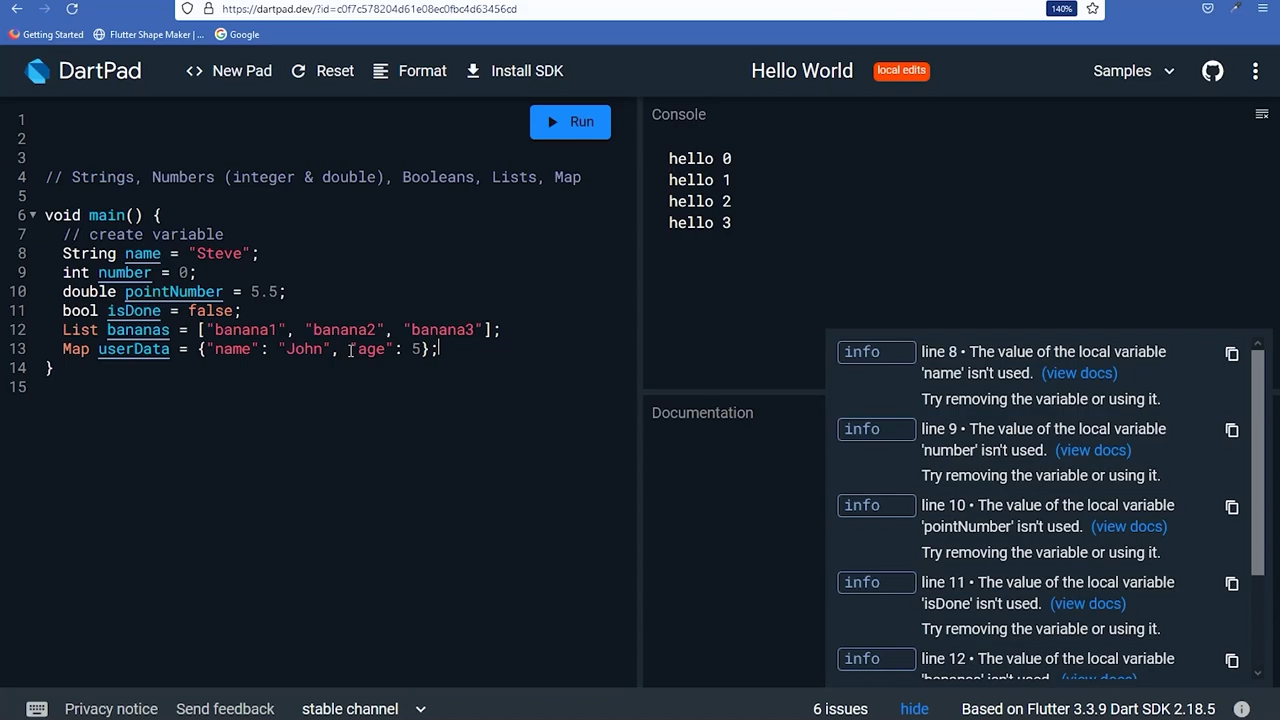 https://dartpad.dev/?id=c0f7c578204d61e08ec0fbc4d63456cd
140%
Getting Started
Flutter Shape Maker | ...
Google
DartPad
<> New Pad
Reset
Format
Install SDK
Hello World
local edits
Samples
1
2
3
4 // Strings, Numbers (integer & double), Booleans, Lists, Map
5
6 void main() {
7 // create variable
8 String name = "Steve";
9 int number = 0;
10 double pointNumber = 5.5;
11 bool isDone = false;
12 List bananas = ["banana1", "banana2", "banana3"];
13 Map userData = {"name": "John", "age": 5};
14 }
15
Run
Console
hello 0
hello 1
hello 2
hello 3
Documentation
info line 8 • The value of the local variable
'name' isn't used. (view docs)
Try removing the variable or using it.
info line 9 • The value of the local variable
'number' isn't used. (view docs)
Try removing the variable or using it.
info line 10 • The value of the local variable
'pointNumber' isn't used. (view docs)
Try removing the variable or using it.
info line 11 • The value of the local variable
'isDone' isn't used. (view docs)
Try removing the variable or using it.
info line 12 • The value of the local variable
'bananas' isn't used. (view docs)
Privacy notice
Send feedback
stable channel
6 issues
hide
Based on Flutter 3.3.9 Dart SDK 2.18.5